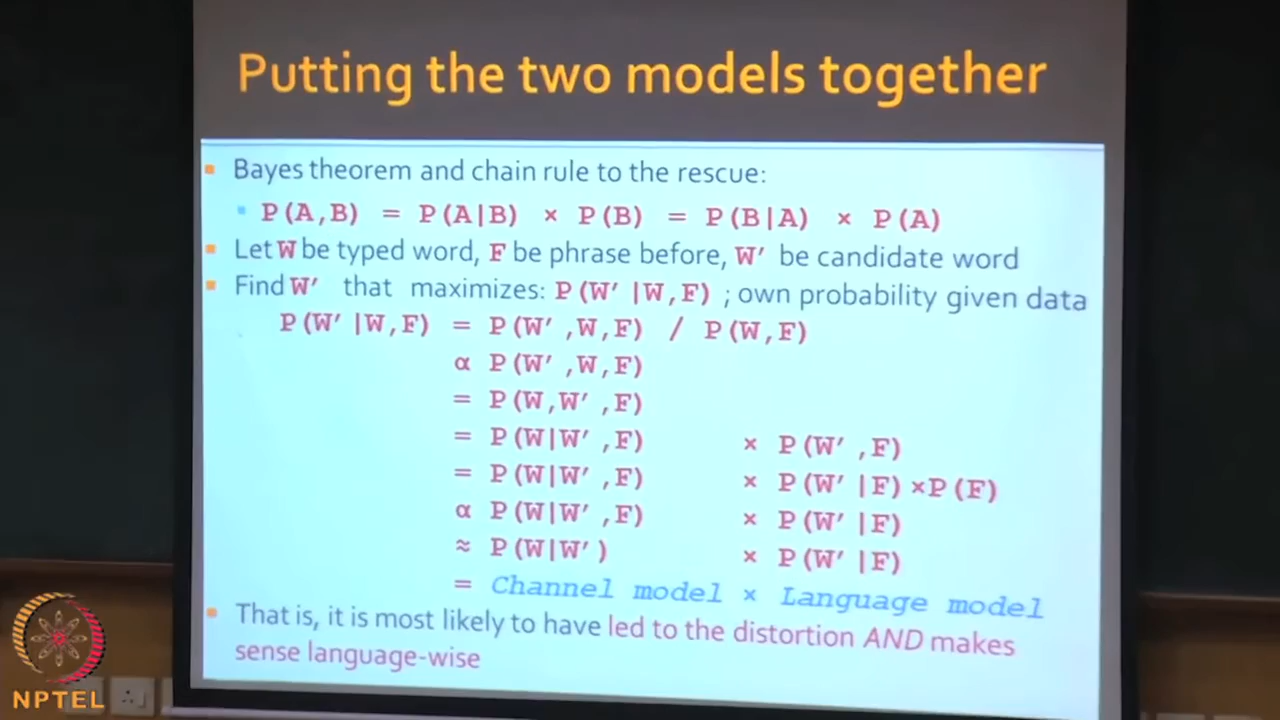 Putting the two models together
Bayes theorem and chain rule to the rescue:
P(A,B) = P(A|B) × P(B) = P(B|A) × P(A)
Let W be typed word, F be phrase before, W′ be candidate word
Find W′ that maximizes: P(W′|W,F) ; own probability given data
P(W′|W,F) = P(W′,W,F) / P(W,F)
α P(W′,W,F)
= P(W,W′,F)
= P(W|W′,F) × P(W′,F)
= P(W|W′,F) × P(W′|F)×P(F)
α P(W|W′,F) × P(W′|F)
≈ P(W|W′) × P(W′|F)
= Channel model × Language model
That is, it is most likely to have led to the distortion AND makes
sense language-wise
NPTEL